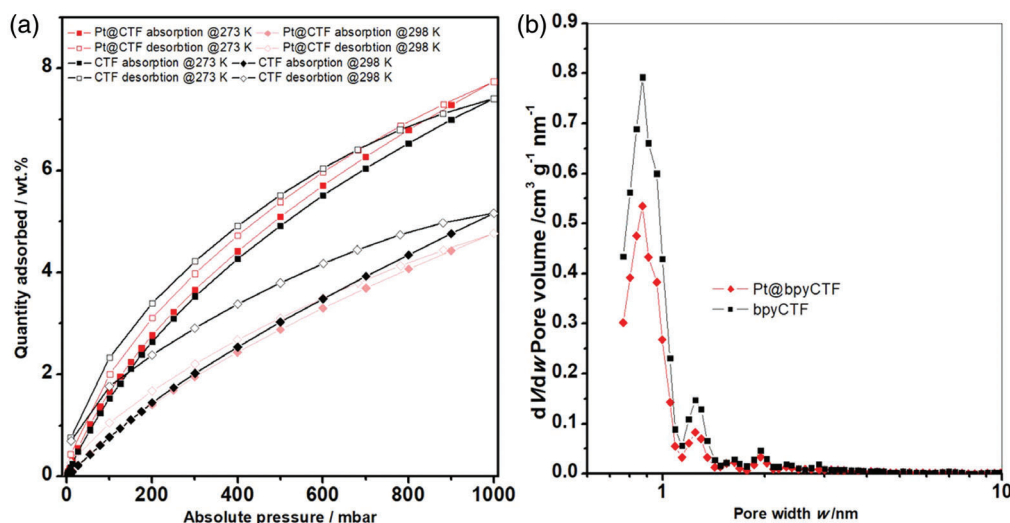 (a)
Pt@CTF absorption @273 K
Pt@CTF desorbtion @273 K
CTF absorption @273 K
CTF desorbtion @273 K
Pt@CTF absorption @298 K
Pt@CTF desorbtion @298 K
CTF absorption @298 K
CTF desorbtion @298 K
Quantity adsorbed / wt.%
8
6
4
2
0
0 200 400 600 800 1000
Absolute pressure / mbar
(b)
dV/dw Pore volume /cm³ g⁻¹ nm⁻¹
0.9
0.8
0.7
0.6
0.5
0.4
0.3
0.2
0.1
0.0
Pt@bpyCTF
bpyCTF
1 10
Pore width w/nm